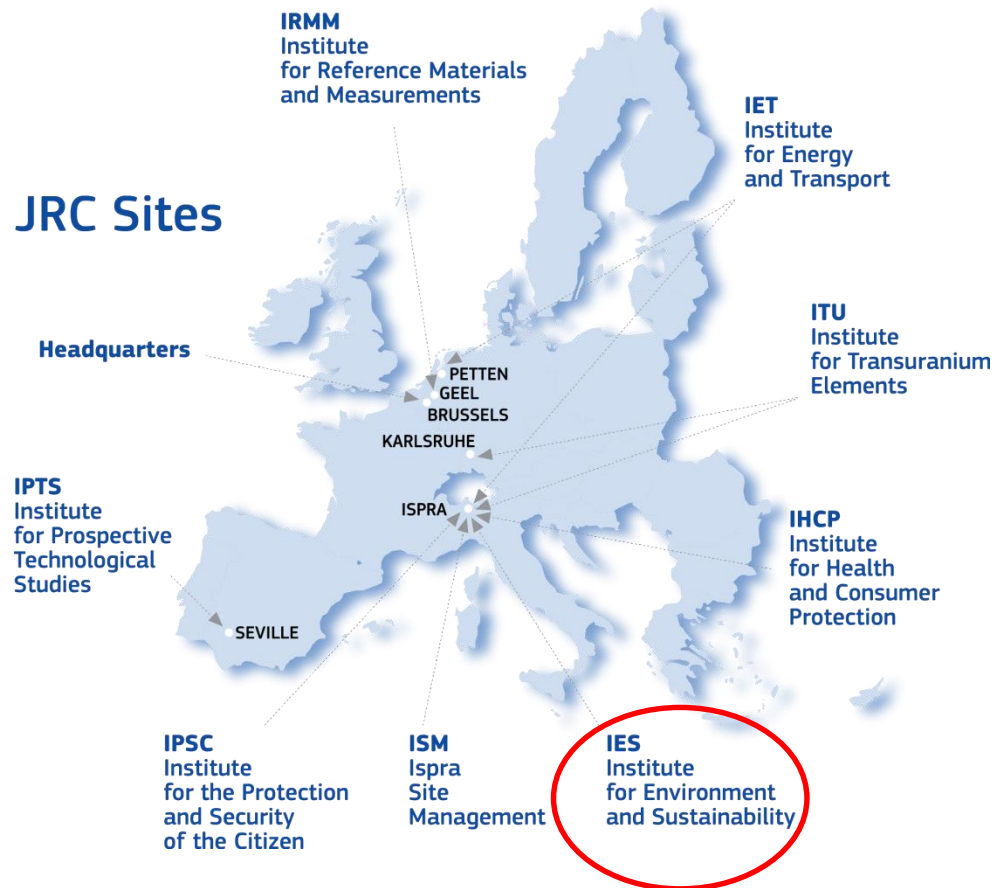 IRMM
Institute
for Reference Materials
and Measurements
IET
Institute
for Energy
and Transport
JRC Sites
ITU
Institute
for Transuranium
Elements
Headquarters
PETTEN
GEEL
BRUSSELS
KARLSRUHE
IPTS
Institute
for Prospective
Technological
Studies
ISPRA
IHCP
Institute
for Health
and Consumer
Protection
SEVILLE
IPSC
Institute
for the Protection
and Security
of the Citizen
ISM
Ispra
Site
Management
IES
Institute
for Environment
and Sustainability